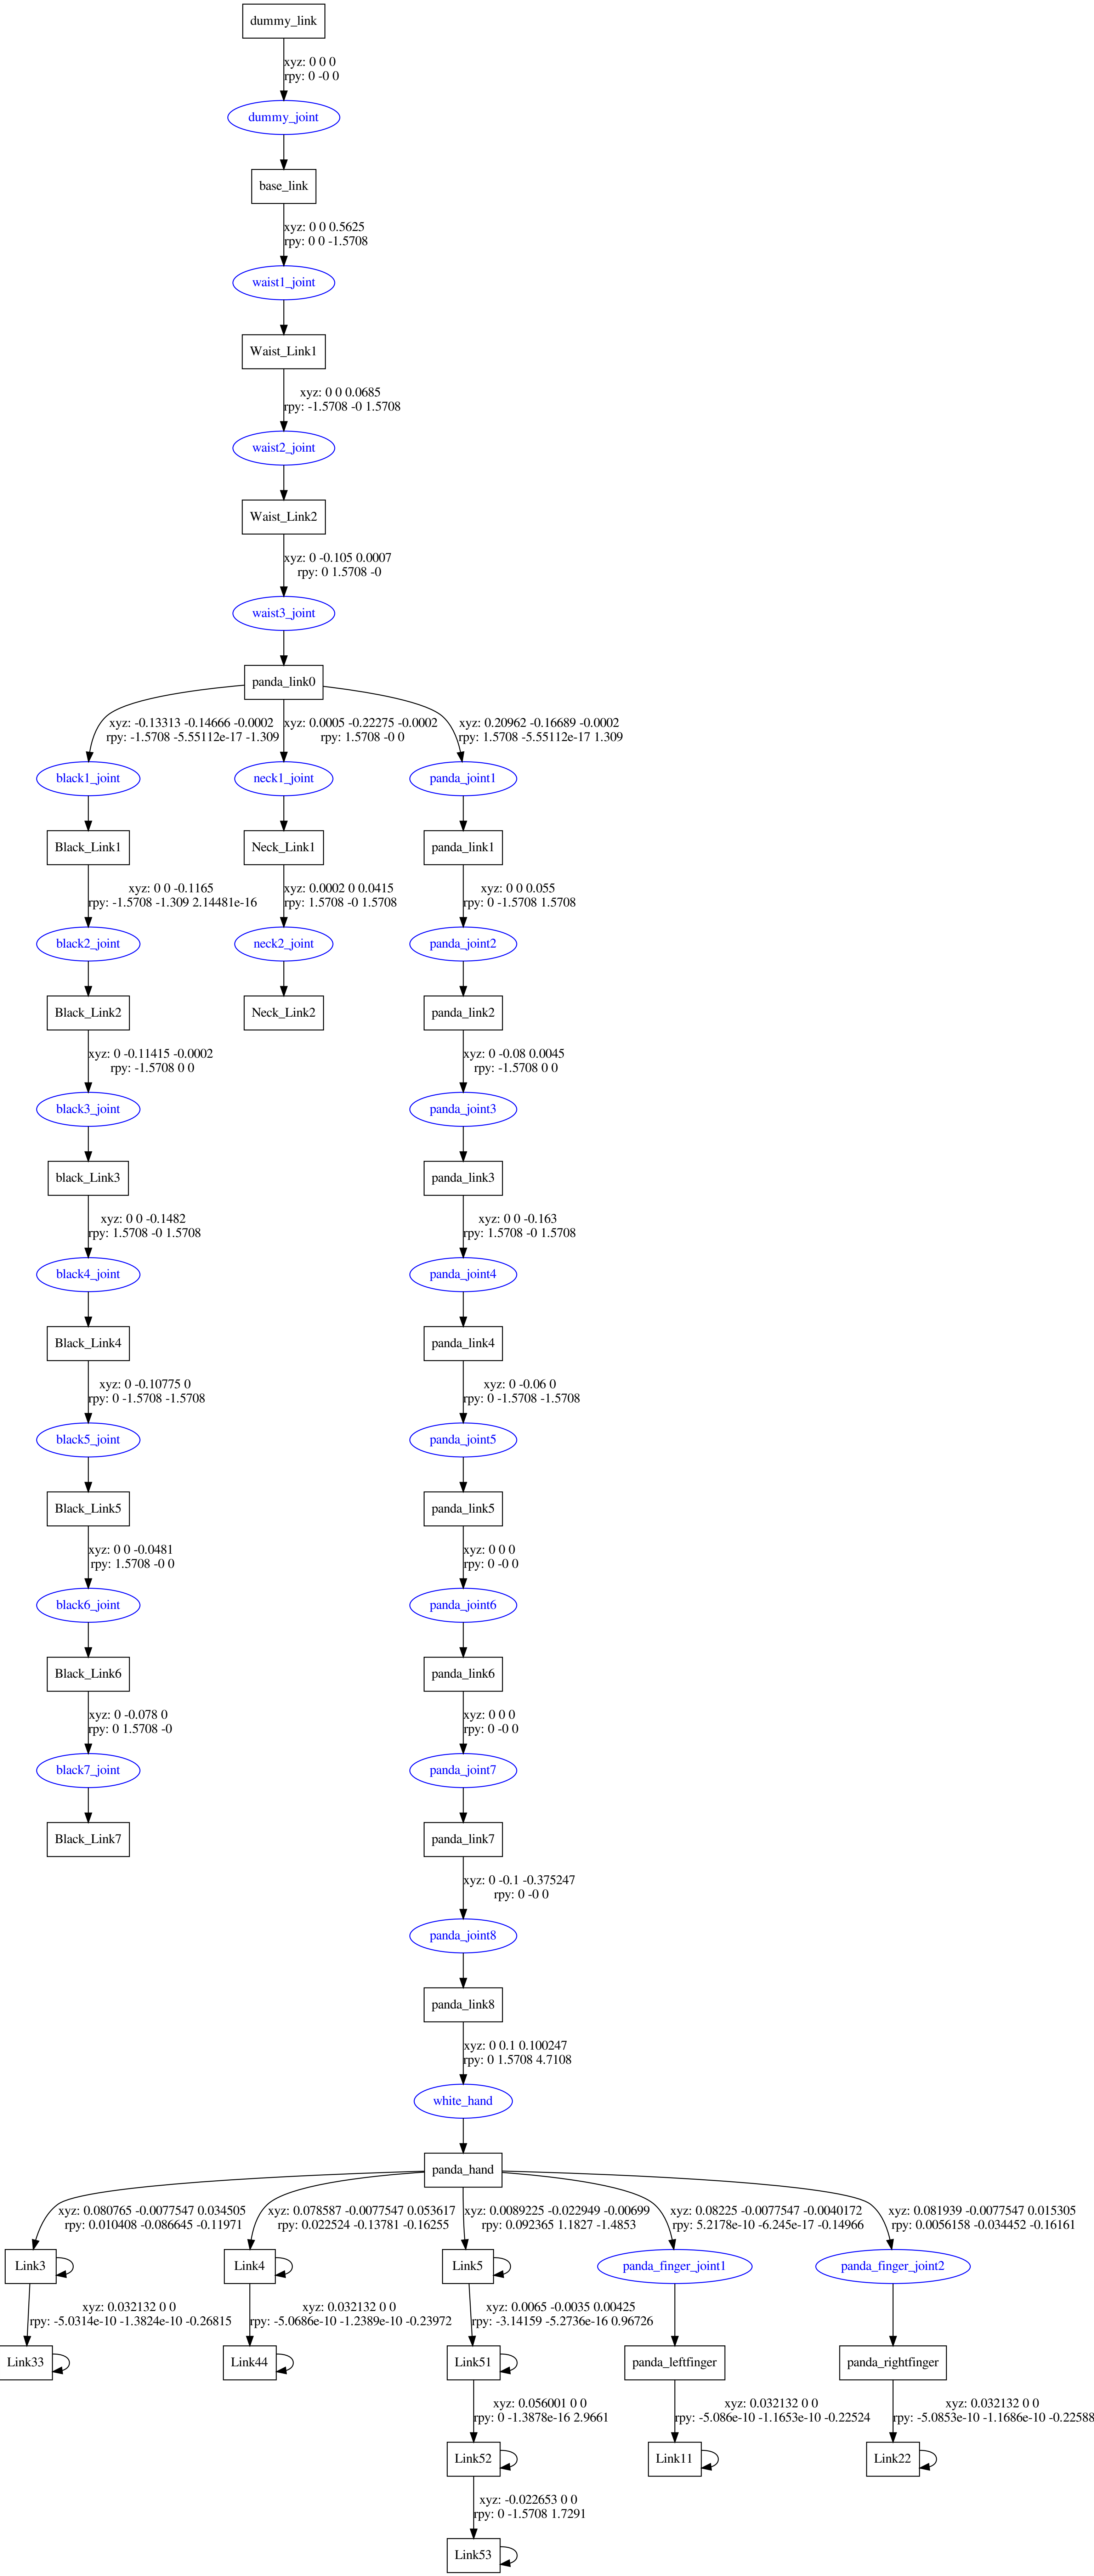 dummy_link
xyz: 0 0 0
rpy: 0 -0 0
dummy_joint
base_link
xyz: 0 0 0.5625
rpy: 0 0 -1.5708
waist1_joint
Waist_Link1
xyz: 0 0 0.0685
rpy: -1.5708 -0 1.5708
waist2_joint
Waist_Link2
xyz: 0 -0.105 0.0007
rpy: 0 1.5708 -0
waist3_joint
panda_link0
xyz: -0.13313 -0.14666 -0.0002
rpy: -1.5708 -5.55112e-17 -1.309
xyz: 0.0005 -0.22275 -0.0002
rpy: 1.5708 -0 0
xyz: 0.20962 -0.16689 -0.0002
rpy: 1.5708 -5.55112e-17 1.309
black1_joint
neck1_joint
panda_joint1
Black_Link1
Neck_Link1
panda_link1
xyz: 0 0 -0.1165
rpy: -1.5708 -1.309 2.14481e-16
xyz: 0.0002 0 0.0415
rpy: 1.5708 -0 1.5708
xyz: 0 0 0.055
rpy: 0 -1.5708 1.5708
black2_joint
neck2_joint
panda_joint2
Black_Link2
Neck_Link2
panda_link2
xyz: 0 -0.11415 -0.0002
rpy: -1.5708 0 0
xyz: 0 -0.08 0.0045
rpy: -1.5708 0 0
black3_joint
panda_joint3
black_Link3
panda_link3
xyz: 0 0 -0.1482
rpy: 1.5708 -0 1.5708
xyz: 0 0 -0.163
rpy: 1.5708 -0 1.5708
black4_joint
panda_joint4
Black_Link4
panda_link4
xyz: 0 -0.10775 0
rpy: 0 -1.5708 -1.5708
xyz: 0 -0.06 0
rpy: 0 -1.5708 -1.5708
black5_joint
panda_joint5
Black_Link5
panda_link5
xyz: 0 0 -0.0481
rpy: 1.5708 -0 0
xyz: 0 0 0
rpy: 0 -0 0
black6_joint
panda_joint6
Black_Link6
panda_link6
xyz: 0 -0.078 0
rpy: 0 1.5708 -0
xyz: 0 0 0
rpy: 0 -0 0
black7_joint
panda_joint7
Black_Link7
panda_link7
xyz: 0 -0.1 -0.375247
rpy: 0 -0 0
panda_joint8
panda_link8
xyz: 0 0.1 0.100247
rpy: 0 1.5708 4.7108
white_hand
panda_hand
xyz: 0.080765 -0.0077547 0.034505
rpy: 0.010408 -0.086645 -0.11971
xyz: 0.078587 -0.0077547 0.053617
rpy: 0.022524 -0.13781 -0.16255
xyz: 0.0089225 -0.022949 -0.00699
rpy: 0.092365 1.1827 -1.4853
xyz: 0.08225 -0.0077547 -0.0040172
rpy: 5.2178e-10 -6.245e-17 -0.14966
xyz: 0.081939 -0.0077547 0.015305
rpy: 0.0056158 -0.034452 -0.16161
Link3
Link4
Link5
panda_finger_joint1
panda_finger_joint2
xyz: 0.032132 0 0
rpy: -5.0314e-10 -1.3824e-10 -0.26815
xyz: 0.032132 0 0
rpy: -5.0686e-10 -1.2389e-10 -0.23972
xyz: 0.0065 -0.0035 0.00425
rpy: -3.14159 -5.2736e-16 0.96726
Link33
Link44
Link51
panda_leftfinger
panda_rightfinger
xyz: 0.056001 0 0
rpy: 0 -1.3878e-16 2.9661
xyz: 0.032132 0 0
rpy: -5.086e-10 -1.1653e-10 -0.22524
xyz: 0.032132 0 0
rpy: -5.0853e-10 -1.1686e-10 -0.22588
Link52
Link11
Link22
xyz: -0.022653 0 0
rpy: 0 -1.5708 1.7291
Link53